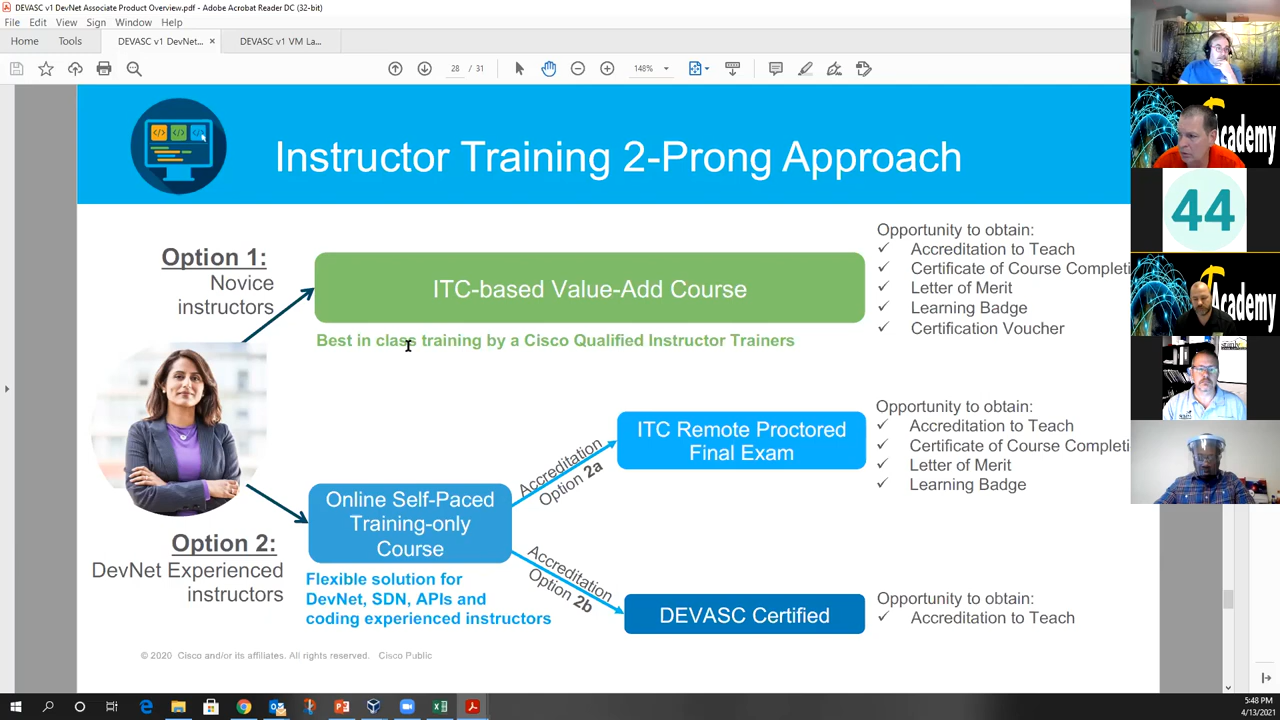 DEVASC v1 DevNet Associate Product Overview.pdf - Adobe Acrobat Reader DC (32-bit)
File Edit View Sign Window Help
Home Tools DEVASC v1 DevNet... × DEVASC v1 VM La...
28 / 31 148%
Instructor Training 2-Prong Approach
Option 1:
Novice
instructors
ITC-based Value-Add Course
Best in class training by a Cisco Qualified Instructor Trainers
Opportunity to obtain:
✓ Accreditation to Teach
✓ Certificate of Course Completi
✓ Letter of Merit
✓ Learning Badge
✓ Certification Voucher
Option 2:
DevNet Experienced
instructors
Online Self-Paced
Training-only
Course
Flexible solution for
DevNet, SDN, APIs and
coding experienced instructors
Accreditation
Option 2a
ITC Remote Proctored
Final Exam
Opportunity to obtain:
✓ Accreditation to Teach
✓ Certificate of Course Completi
✓ Letter of Merit
✓ Learning Badge
Accreditation
Option 2b
DEVASC Certified
Opportunity to obtain:
✓ Accreditation to Teach
© 2020 Cisco and/or its affiliates. All rights reserved. Cisco Public
Academy
44
Academy
5:48 PM
4/13/2021